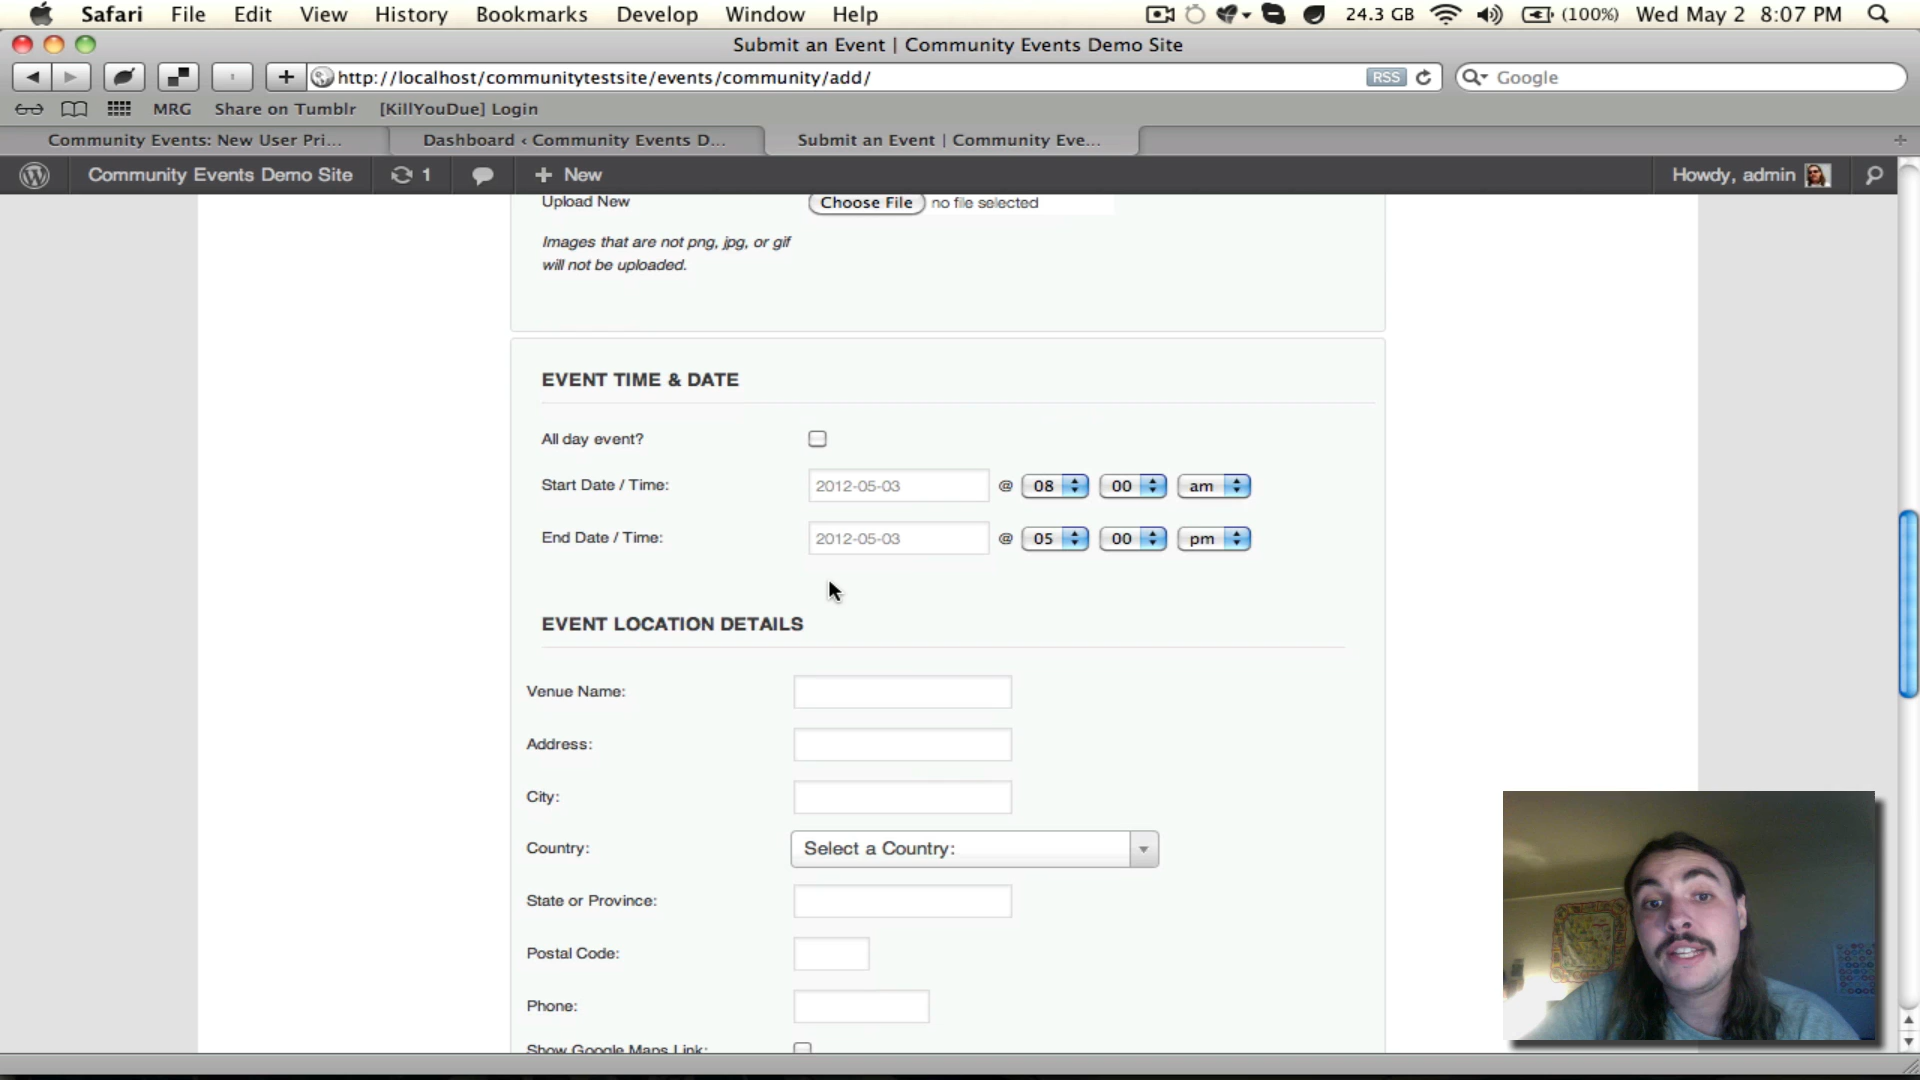 Safari File Edit View History Bookmarks Develop Window Help 24.3 GB (100%) Wed May 2 8:07 PM
Submit an Event | Community Events Demo Site
http://localhost/communitytestsite/events/community/add/ RSS Google
MRG Share on Tumblr [KillYouDue] Login
Community Events: New User Pri... Dashboard ‹ Community Events D... Submit an Event | Community Eve...
Community Events Demo Site 1 New Howdy, admin
Upload New Choose File no file selected
Images that are not png, jpg, or gif
will not be uploaded.
EVENT TIME & DATE
All day event?
Start Date / Time: 2012-05-03 @ 08 00 am
End Date / Time: 2012-05-03 @ 05 00 pm
EVENT LOCATION DETAILS
Venue Name:
Address:
City:
Country: Select a Country:
State or Province:
Postal Code:
Phone:
Show Google Maps Link: